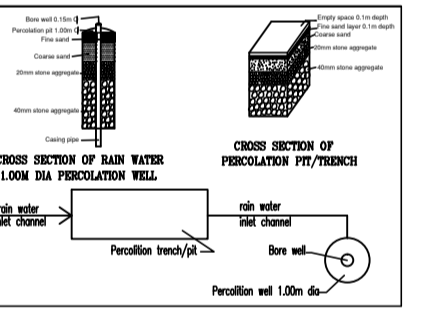 Bore well 0.15m
Percolation pit 1.00m
Fine sand
Coarse sand
20mm stone aggregate
40mm stone aggregate
Casing pipe
CROSS SECTION OF RAIN WATER
1.00M DIA PERCOLATION WELL
Empty space 0.1m depth
Fine sand layer 0.1m depth
Coarse sand
20mm stone aggregate
40mm stone aggregate
CROSS SECTION OF
PERCOLATION PIT/TRENCH
rain water
inlet channel
Percolition trench/pit
rain water
inlet channel
Bore well
Percolition well 1.00m dia